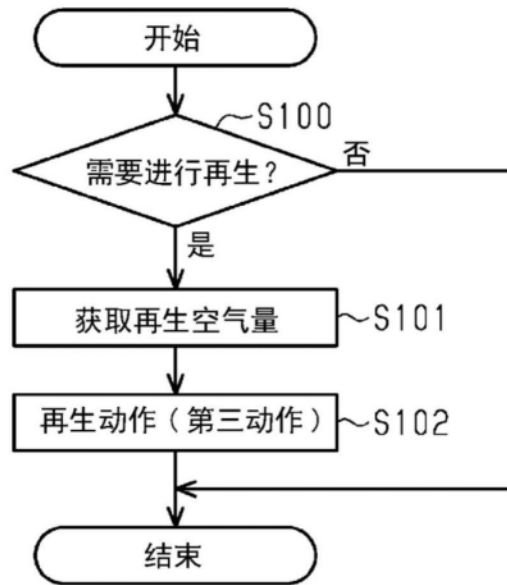 开始
S100
需要进行再生?
否
是
获取再生空气量
S101
再生动作(第三动作)
S102
结束